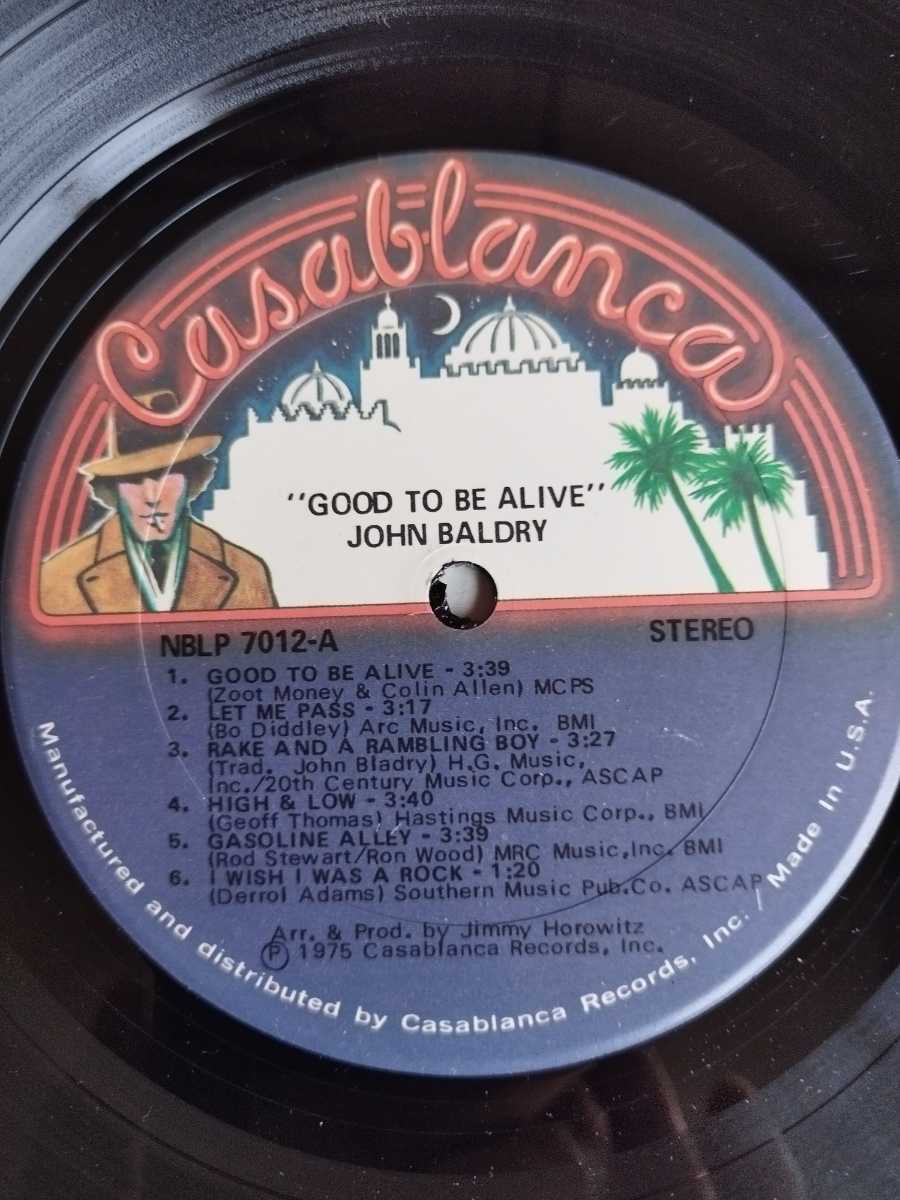 Casablanca
"GOOD TO BE ALIVE"
JOHN BALDRY
NBLP 7012-A
STEREO
1. GOOD TO BE ALIVE - 3:39
(Zoot Money & Colin Allen) MCPS
2. LET ME PASS - 3:17
(Bo Diddley) Arc Music, Inc. BMI
3. RAKE AND A RAMBLING BOY - 3:27
(Trad. John Bladry) H.G. Music,
Inc./20th Century Music Corp., ASCAP
4. HIGH & LOW - 3:40
(Geoff Thomas) Hastings Music Corp., BMI
5. GASOLINE ALLEY - 3:39
(Rod Stewart/Ron Wood) MRC Music,Inc. BMI
6. I WISH I WAS A ROCK - 1:20
(Derrol Adams) Southern Music Pub.Co. ASCAP
Arr. & Prod. by Jimmy Horowitz
Ⓟ 1975 Casablanca Records, Inc.
Manufactured and distributed by Casablanca Records, Inc. / Made In U.S.A.